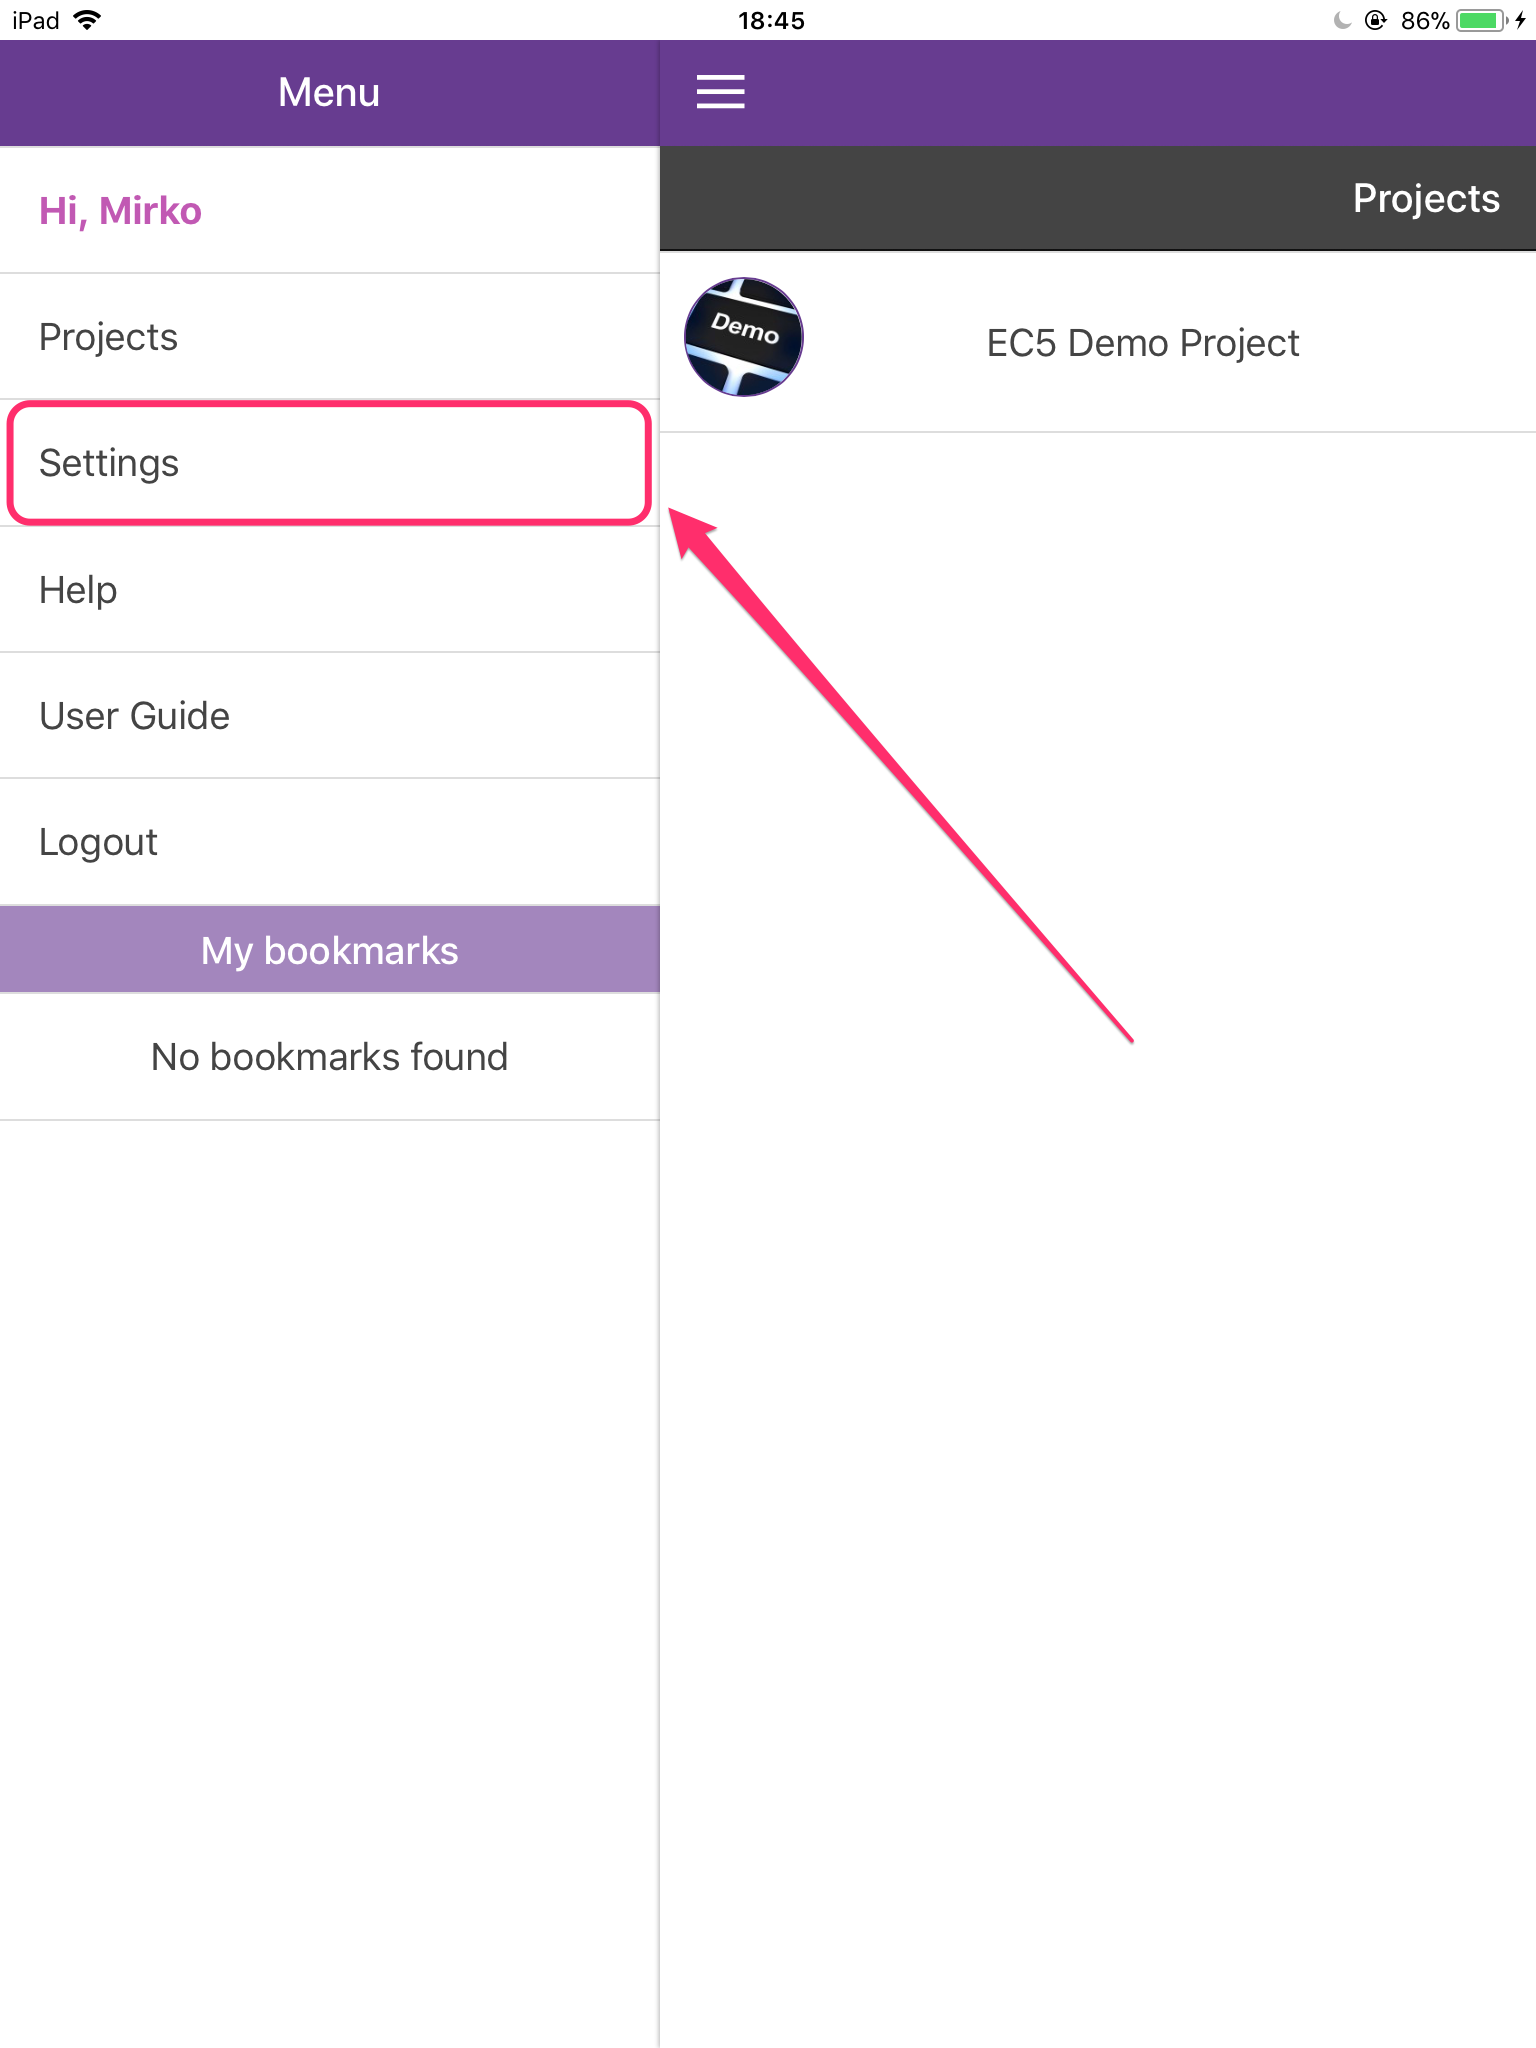 iPad 18:45 86%
Menu
Hi, Mirko
Projects
Settings
Help
User Guide
Logout
My bookmarks
No bookmarks found
Projects
Demo
EC5 Demo Project